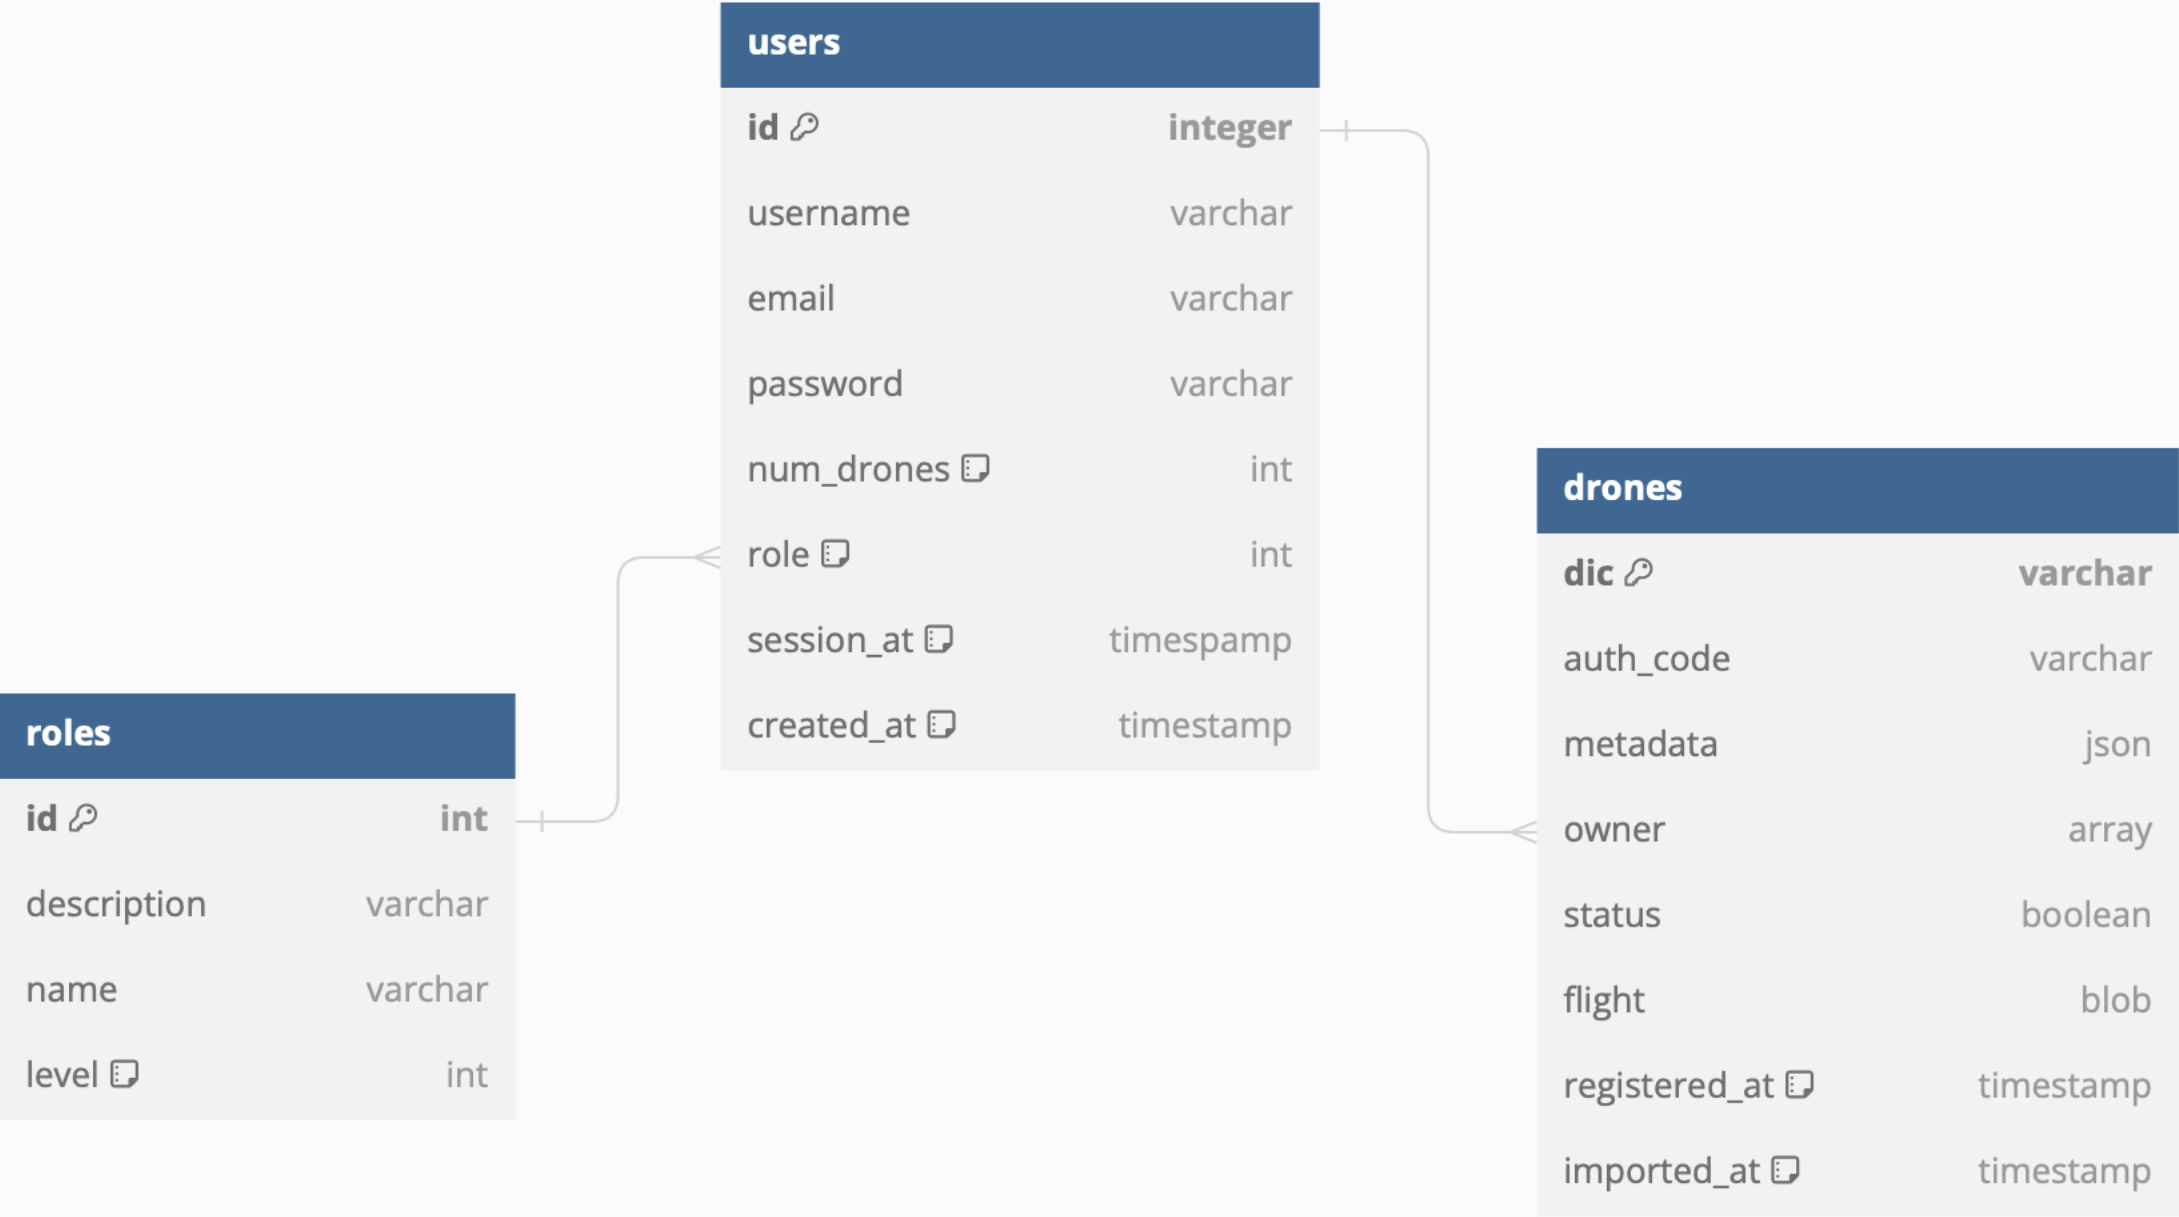 users
id integer
username varchar
email varchar
password varchar
num_drones int
role int
session_at timespamp
created_at timestamp
roles
id int
description varchar
name varchar
level int
drones
dic varchar
auth_code varchar
metadata json
owner array
status boolean
flight blob
registered_at timestamp
imported_at timestamp